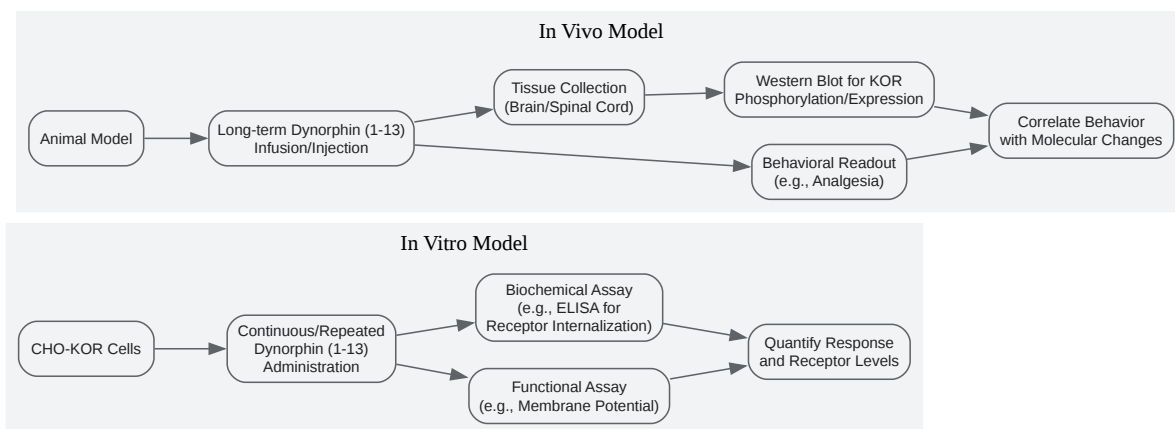 In Vivo Model
Animal Model
Long-term Dynorphin (1-13)
Infusion/Injection
Tissue Collection
(Brain/Spinal Cord)
Western Blot for KOR
Phosphorylation/Expression
Behavioral Readout
(e.g., Analgesia)
Correlate Behavior
with Molecular Changes
In Vitro Model
CHO-KOR Cells
Continuous/Repeated
Dynorphin (1-13)
Administration
Biochemical Assay
(e.g., ELISA for
Receptor Internalization)
Functional Assay
(e.g., Membrane Potential)
Quantify Response
and Receptor Levels